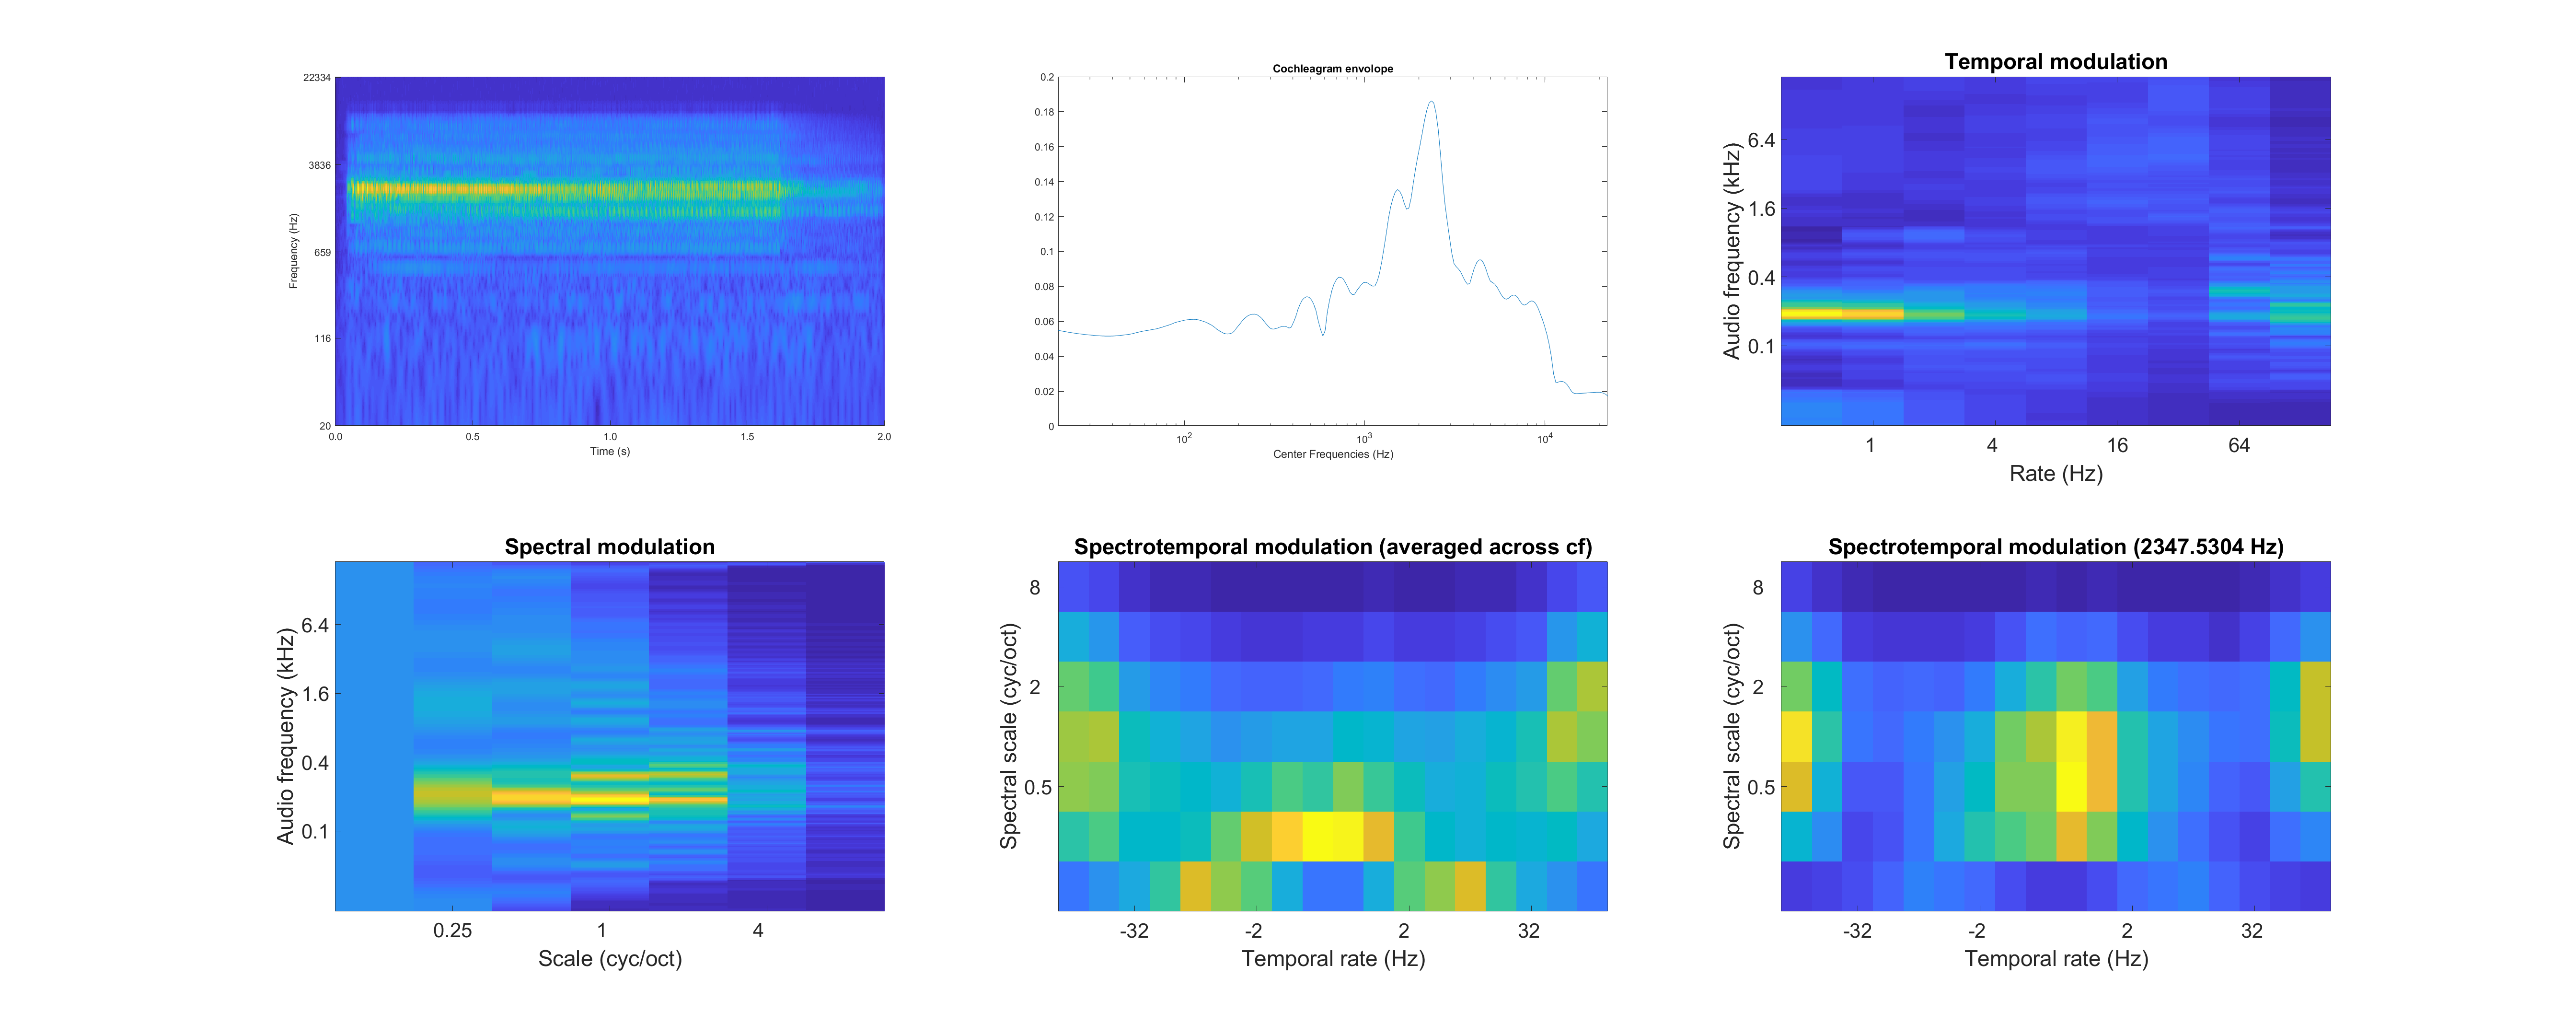 22334
3836
659
116
20
Frequency (Hz)
0.0 0.5 1.0 1.5 2.0
Time (s)
Cochleagram envolope
0.2
0.18
0.16
0.14
0.12
0.1
0.08
0.06
0.04
0.02
0
10^2 10^3 10^4
Center Frequencies (Hz)
Temporal modulation
Audio frequency (kHz)
6.4
1.6
0.4
0.1
1 4 16 64
Rate (Hz)
Spectral modulation
Audio frequency (kHz)
6.4
1.6
0.4
0.1
0.25 1 4
Scale (cyc/oct)
Spectrotemporal modulation (averaged across cf)
Spectral scale (cyc/oct)
8
2
0.5
-32 -2 2 32
Temporal rate (Hz)
Spectrotemporal modulation (2347.5304 Hz)
Spectral scale (cyc/oct)
8
2
0.5
-32 -2 2 32
Temporal rate (Hz)